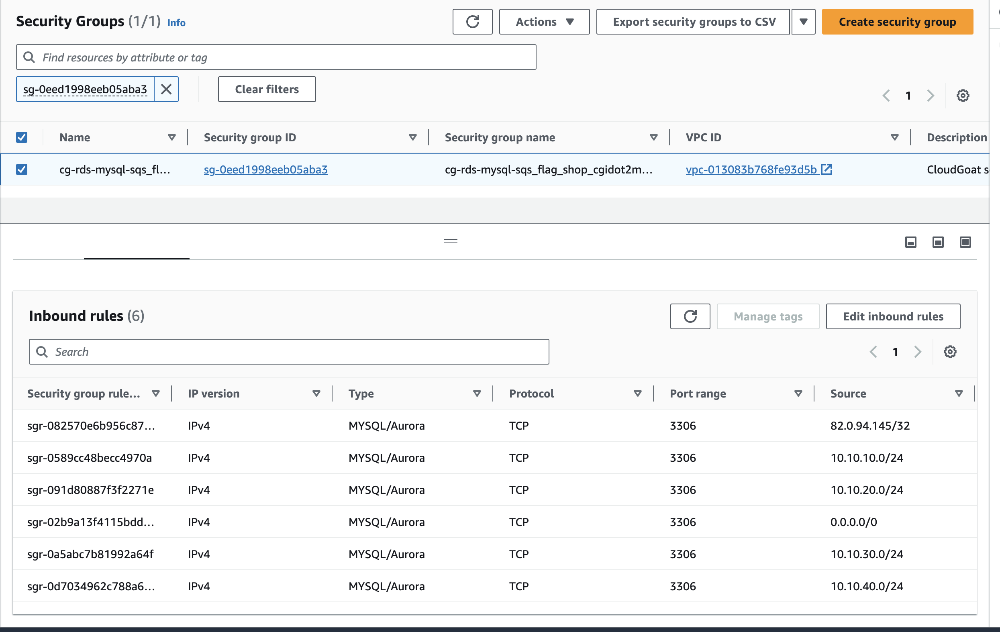 Security Groups (1/1) Info
Actions
Export security groups to CSV
Create security group
Find resources by attribute or tag
sg-0eed1998eeb05aba3
Clear filters
1
Name Security group ID Security group name VPC ID Description
cg-rds-mysql-sqs_fl... sg-0eed1998eeb05aba3 cg-rds-mysql-sqs_flag_shop_cgidot2m... vpc-013083b768fe93d5b CloudGoat s
Inbound rules (6)
Manage tags
Edit inbound rules
Search
1
Security group rule... IP version Type Protocol Port range Source
sgr-082570e6b956c87... IPv4 MYSQL/Aurora TCP 3306 82.0.94.145/32
sgr-0589cc48becc4970a IPv4 MYSQL/Aurora TCP 3306 10.10.10.0/24
sgr-091d80887f3f2271e IPv4 MYSQL/Aurora TCP 3306 10.10.20.0/24
sgr-02b9a13f4115bdd... IPv4 MYSQL/Aurora TCP 3306 0.0.0.0/0
sgr-0a5abc7b81992a64f IPv4 MYSQL/Aurora TCP 3306 10.10.30.0/24
sgr-0d7034962c788a6... IPv4 MYSQL/Aurora TCP 3306 10.10.40.0/24